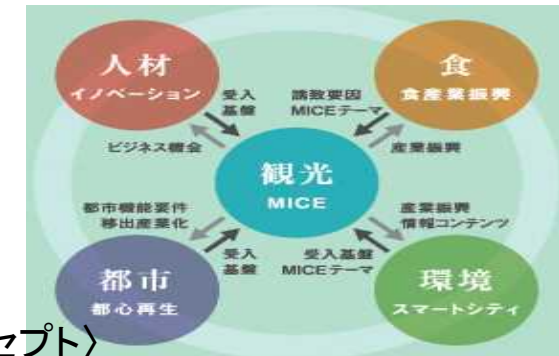 人材
イノベーション
食
食産業振興
受入
基盤
誘致要因
MICEテーマ
ビジネス機会
産業振興
観光
MICE
都市機能要件
移出産業化
産業振興
情報コンテンツ
受入
基盤
受入基盤
MICEテーマ
都市
都心再生
環境
スマートシティ
セプト〉